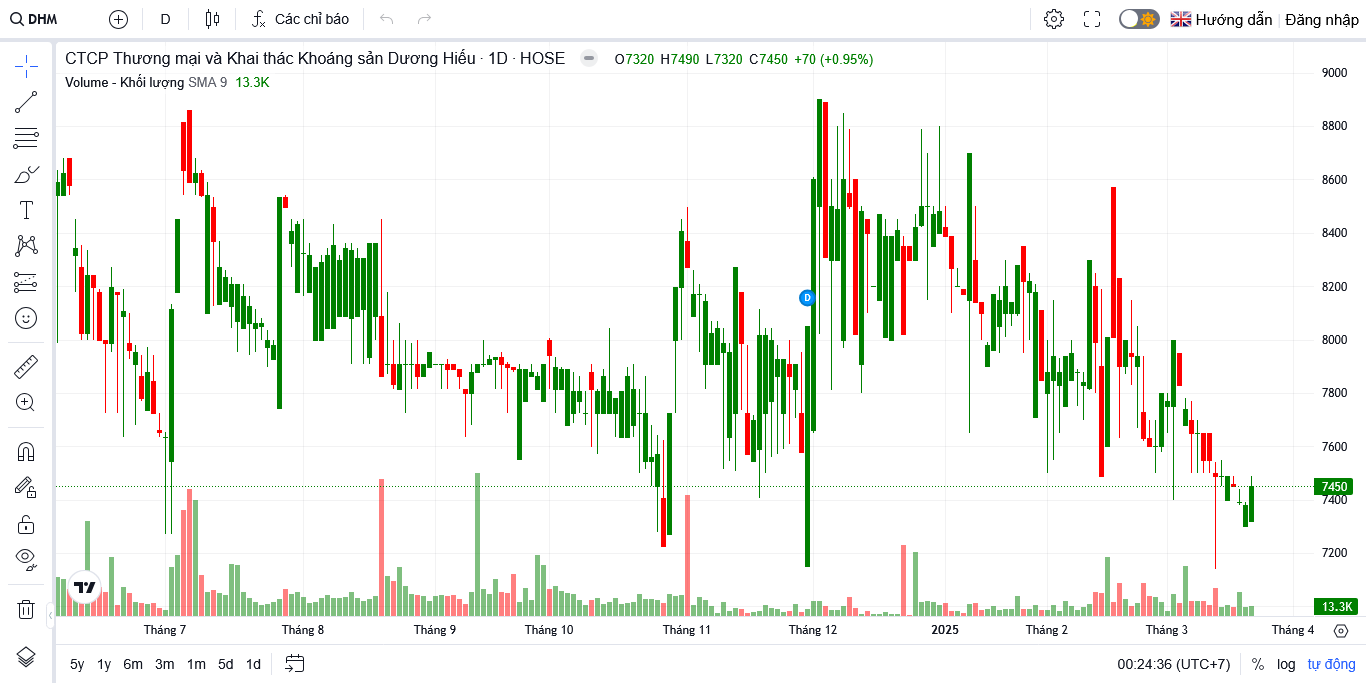 DHM D Các chỉ báo Hướng dẫn Đăng nhập
CTCP Thương mại và Khai thác Khoáng sản Dương Hiếu · 1D · HOSE O7320 H7490 L7320 C7450 +70 (+0.95%)
Volume - Khối lượng SMA 9 13.3K
9000
8800
8600
8400
8200
D
8000
7800
7600
7450
7400
7200
13.3K
Tháng 7 Tháng 8 Tháng 9 Tháng 10 Tháng 11 Tháng 12 2025 Tháng 2 Tháng 3 Tháng 4
5y 1y 6m 3m 1m 5d 1d 00:24:36 (UTC+7) % log tự động